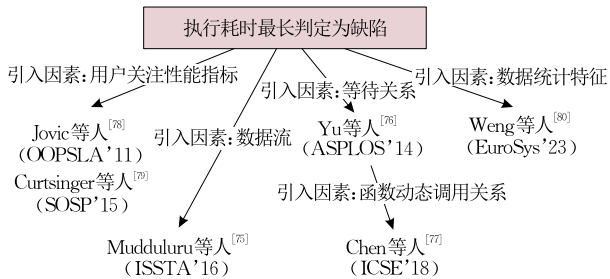 执行耗时最长判定为缺陷
引入因素:用户关注性能指标
引入因素:等待关系
引入因素:数据统计特征
引入因素:数据流
Jovic等人[78]
(OOPSLA’11)
Curtsinger等人[79]
(SOSP’15)
Yu等人[76]
(ASPLOS’14)
Weng等人[80]
(EuroSys’23)
引入因素:函数动态调用关系
Mudduluru等人[75]
(ISSTA’16)
Chen等人[77]
(ICSE’18)